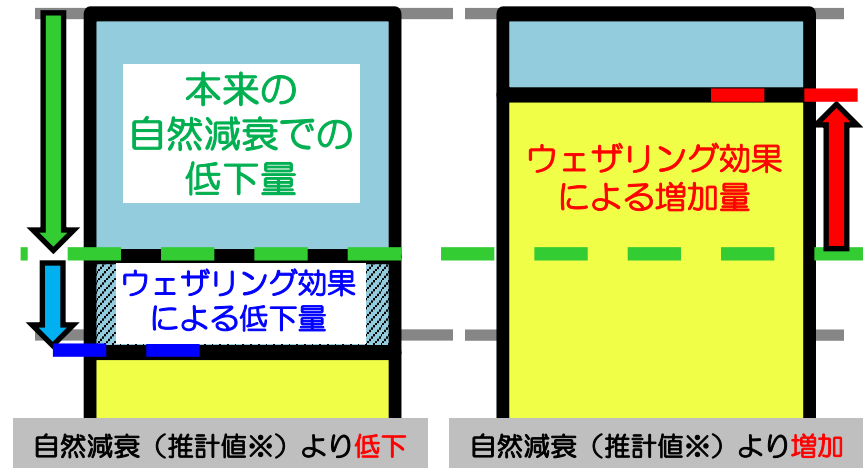 本来の
自然減衰での
低下量
ウェザリング効果
による低下量
自然減衰（推計値※）より低下
ウェザリング効果
による増加量
自然減衰（推計値※）より増加